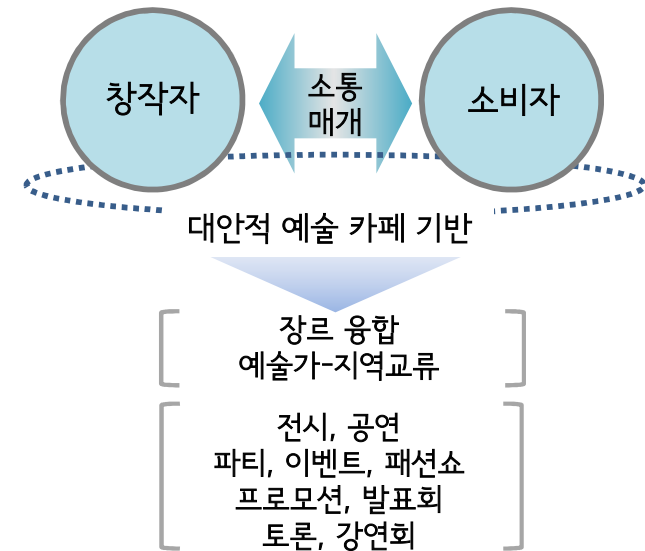 창작자
소통
매개
소비자
대안적 예술 카페 기반
장르 융합
예술가-지역교류
전시, 공연
파티, 이벤트, 패션쇼
프로모션, 발표회
토론, 강연회